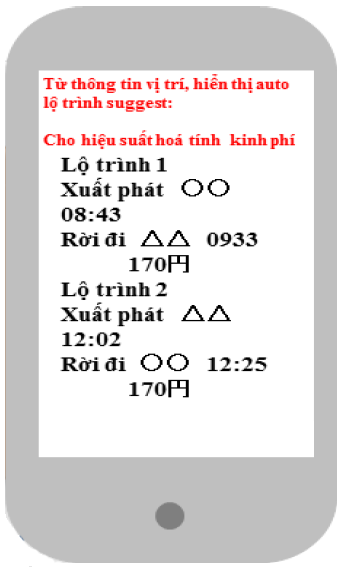 Từ thông tin vị trí, hiển thị auto
lộ trình suggest:
Cho hiệu suất hoá tính kinh phí
Lộ trình 1
Xuất phát ○○
08:43
Rời đi △△ 0933
170円
Lộ trình 2
Xuất phát △△
12:02
Rời đi ○○ 12:25
170円